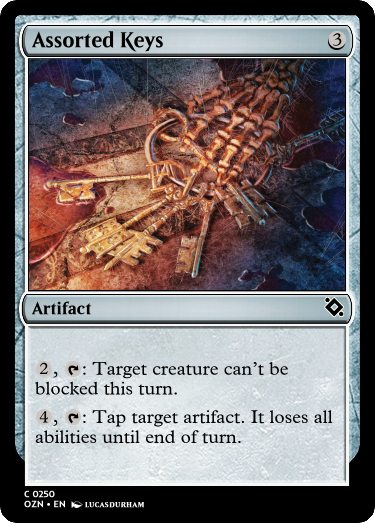 Assorted Keys 3
Artifact
2, : Target creature can't be
blocked this turn.
4, : Tap target artifact. It loses all
abilities until end of turn.
C 0250
OZN • EN LUCASDURHAM